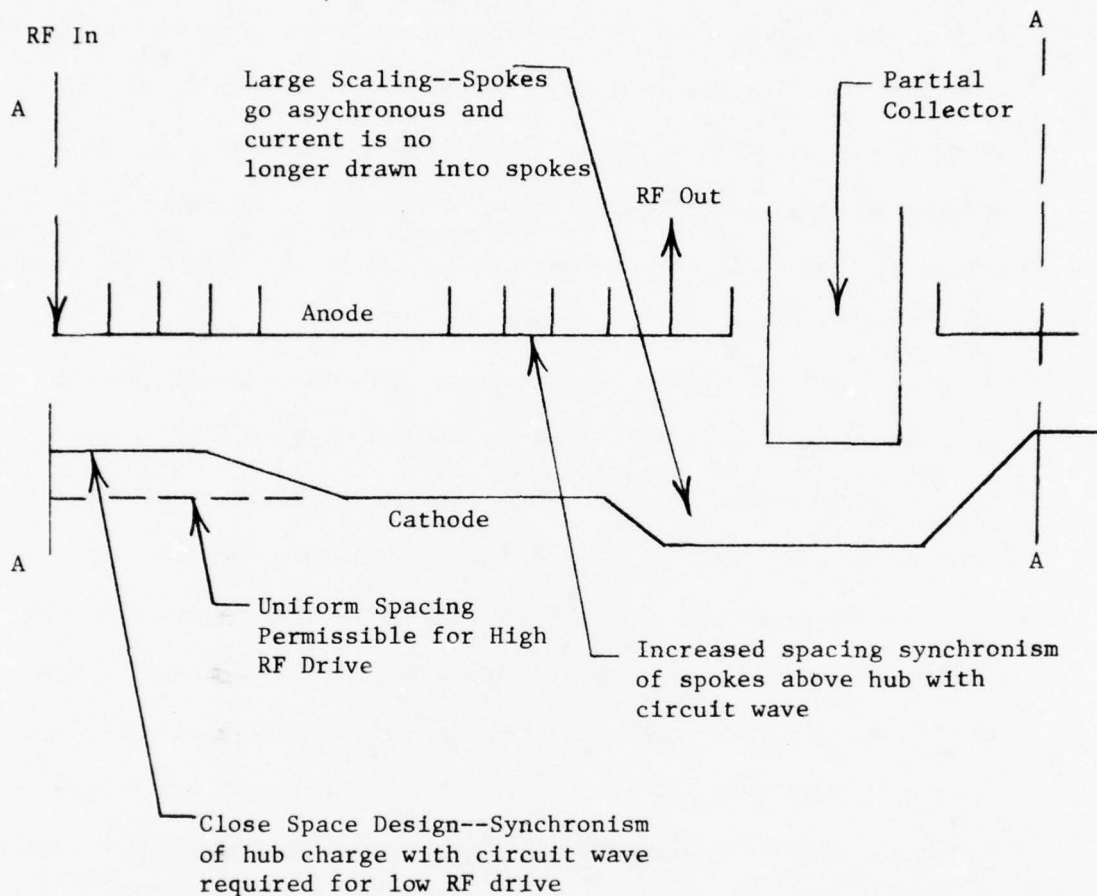 A
RF In
A
Large Scaling--Spokes
go asychronous and
current is no
longer drawn into spokes
Partial
Collector
RF Out
Anode
Cathode
A
A
Uniform Spacing
Permissible for High
RF Drive
Increased spacing synchronism
of spokes above hub with
circuit wave
Close Space Design--Synchronism
of hub charge with circuit wave
required for low RF drive